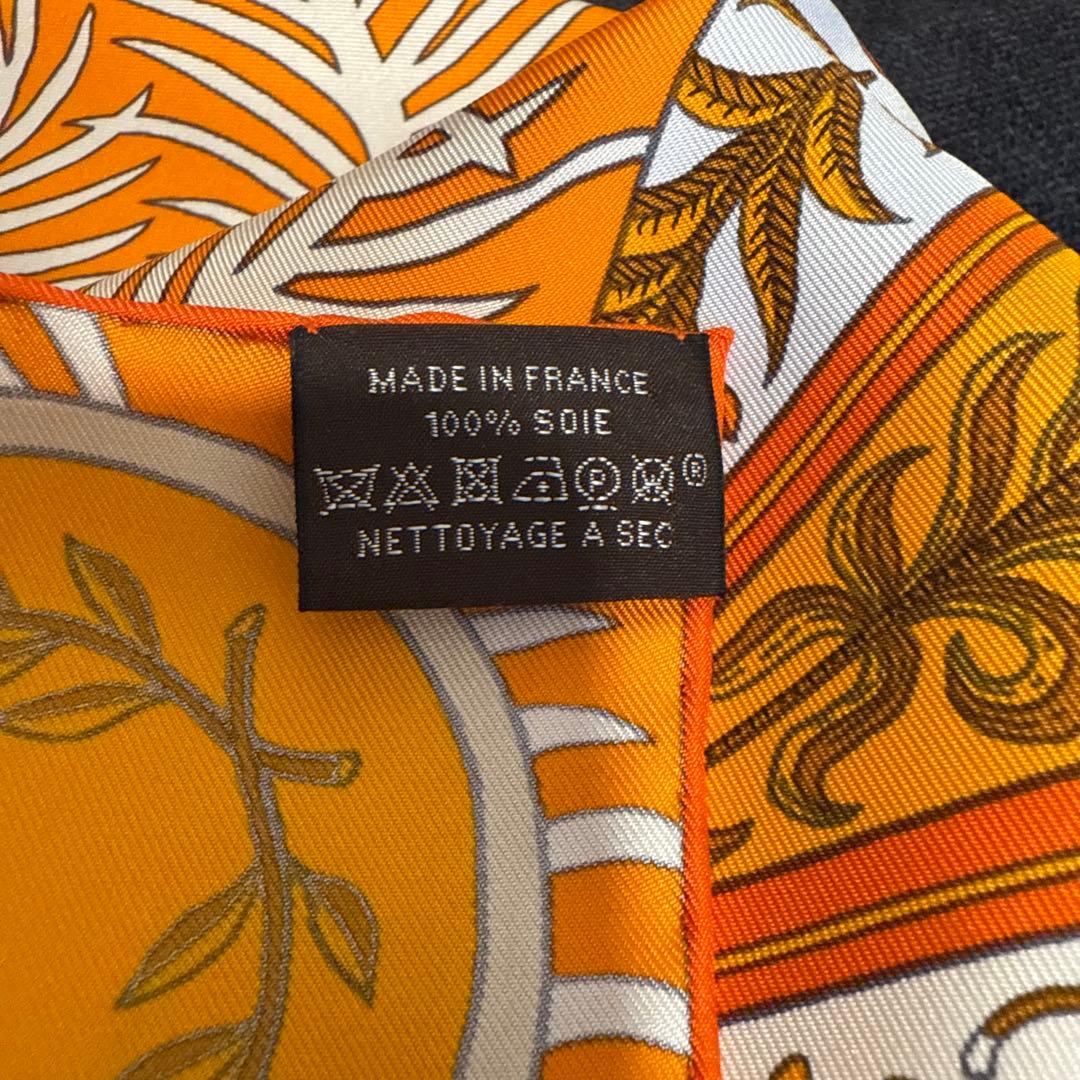 MADE IN FRANCE
100% SOIE
P ®
NETTOYAGE A SEC